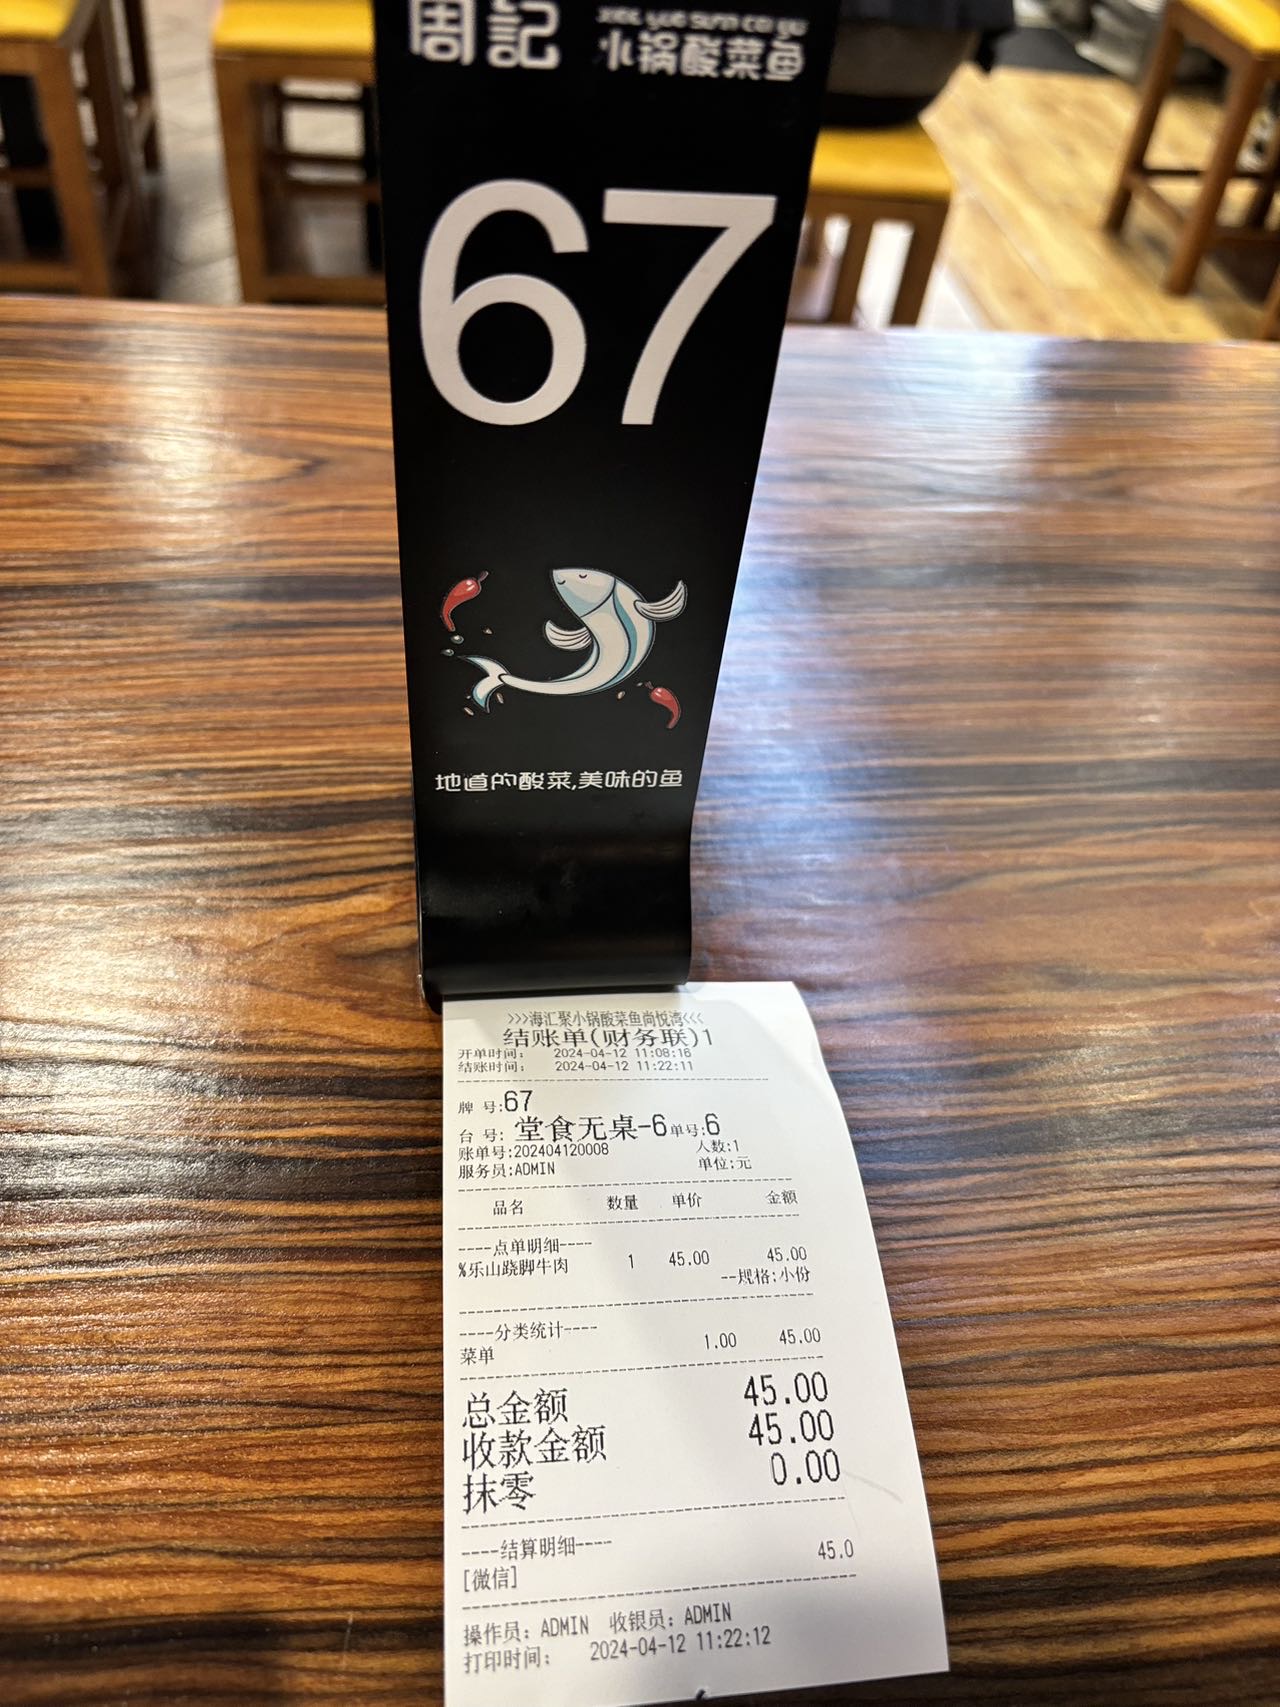 周記 小锅酸菜鱼
67
地道的酸菜,美味的鱼
>>>海汇聚小锅酸菜鱼尚悦湾<<<
结账单(财务联)1
开单时间: 2024-04-12 11:08:16
结账时间: 2024-04-12 11:22:11
牌 号:67
台 号: 堂食无桌-6 单号:6
账单号:202404120008 人数:1
服务员:ADMIN 单位:元
品名 数量 单价 金额
----点单明细----
%乐山跷脚牛肉 1 45.00 45.00
--规格:小份
----分类统计----
菜单 1.00 45.00
总金额 45.00
收款金额 45.00
抹零 0.00
----结算明细----
[微信] 45.0
操作员: ADMIN 收银员: ADMIN
打印时间: 2024-04-12 11:22:12